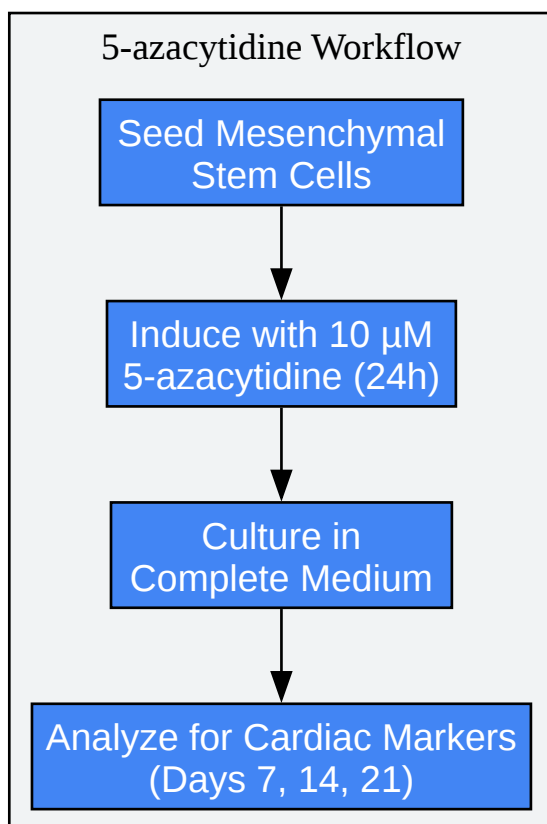 5-azacytidine Workflow
Seed Mesenchymal
Stem Cells
Induce with 10 µM
5-azacytidine (24h)
Culture in
Complete Medium
Analyze for Cardiac Markers
(Days 7, 14, 21)